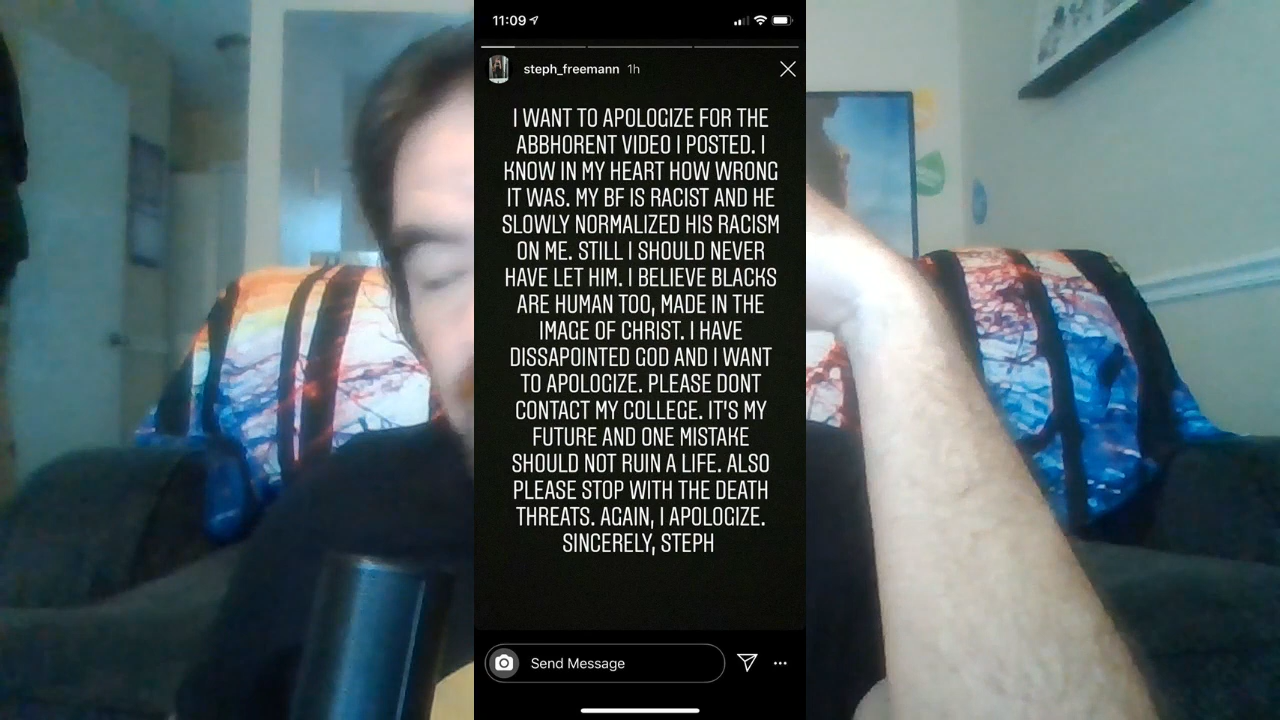 11:09
steph_freemann 1h
I WANT TO APOLOGIZE FOR THE
ABBHORENT VIDEO I POSTED. I
KNOW IN MY HEART HOW WRONG
IT WAS. MY BF IS RACIST AND HE
SLOWLY NORMALIZED HIS RACISM
ON ME. STILL I SHOULD NEVER
HAVE LET HIM. I BELIEVE BLACKS
ARE HUMAN TOO, MADE IN THE
IMAGE OF CHRIST. I HAVE
DISSAPOINTED GOD AND I WANT
TO APOLOGIZE. PLEASE DONT
CONTACT MY COLLEGE. IT'S MY
FUTURE AND ONE MISTAKE
SHOULD NOT RUIN A LIFE. ALSO
PLEASE STOP WITH THE DEATH
THREATS. AGAIN, I APOLOGIZE.
SINCERELY, STEPH
Send Message